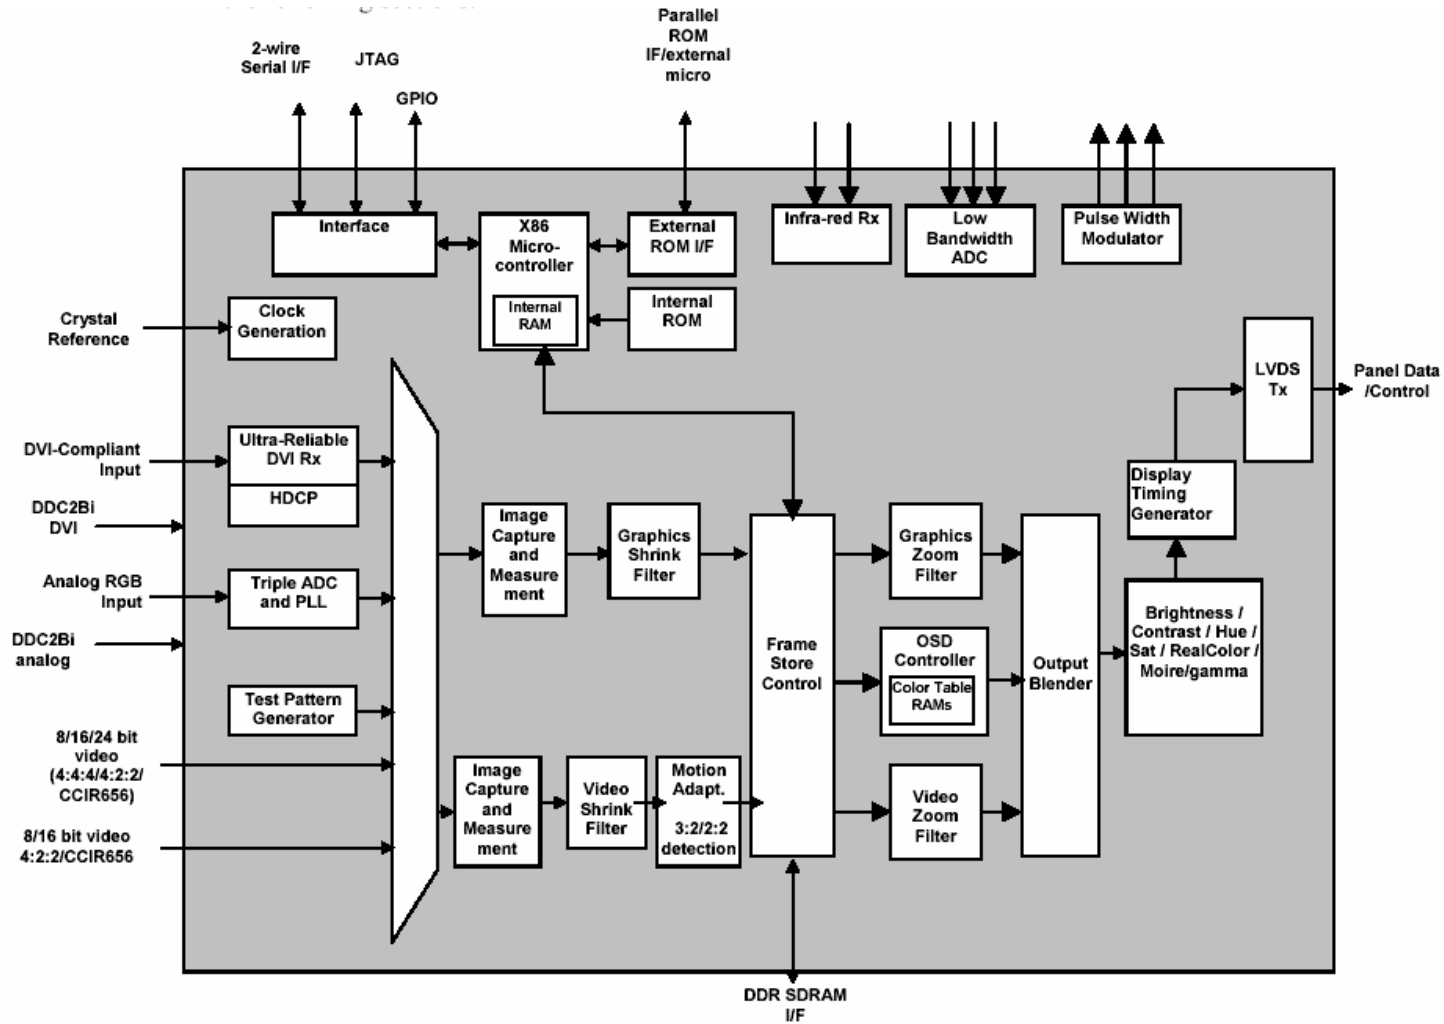 Parallel
ROM
IF/external
micro
2-wire
Serial I/F
JTAG
GPIO
Interface
X86
Micro-
controller
Internal
RAM
External
ROM I/F
Internal
ROM
Infra-red Rx
Low
Bandwidth
ADC
Pulse Width
Modulator
Crystal
Reference
Clock
Generation
LVDS
Tx
Panel Data
/Control
DVI-Compliant
Input
Ultra-Reliable
DVI Rx
HDCP
DDC2Bi
DVI
Analog RGB
Input
Triple ADC
and PLL
DDC2Bi
analog
Test Pattern
Generator
8/16/24 bit
video
(4:4:4/4:2:2/
CCIR656)
8/16 bit video
4:2:2/CCIR656
Image
Capture
and
Measure
ment
Graphics
Shrink
Filter
Image
Capture
and
Measure
ment
Video
Shrink
Filter
Motion
Adapt.
3:2/2:2
detection
Frame
Store
Control
Graphics
Zoom
Filter
OSD
Controller
Color Table
RAMs
Video
Zoom
Filter
Output
Blender
Display
Timing
Generator
Brightness /
Contrast / Hue /
Sat / RealColor /
Moire/gamma
DDR SDRAM
I/F